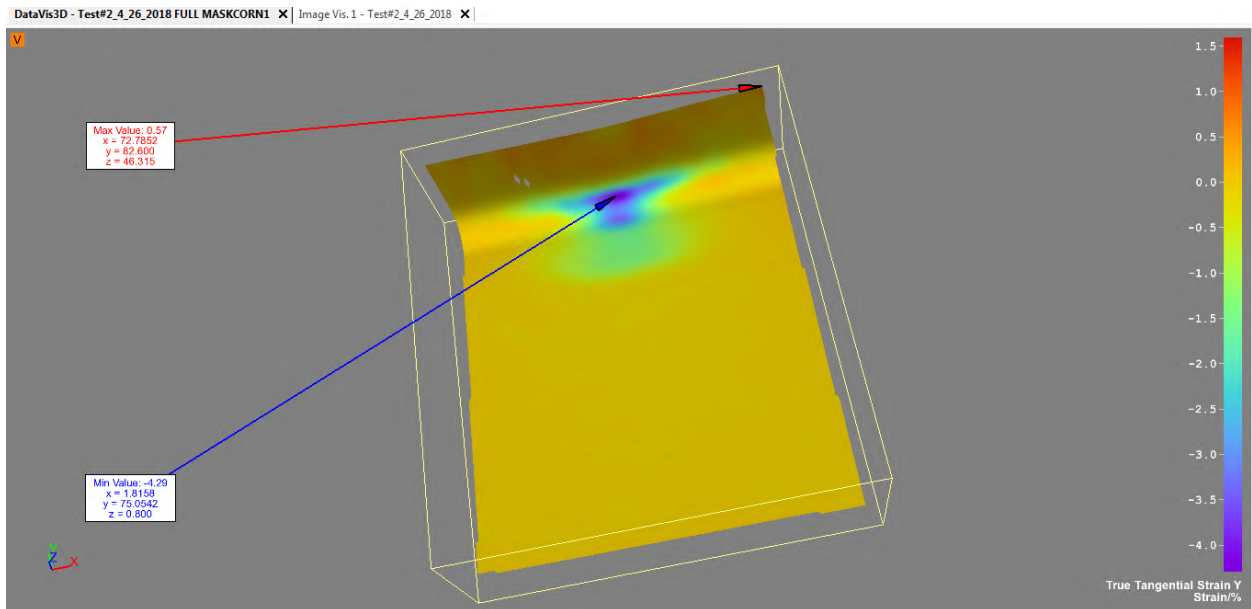 DataVis3D - Test#2_4_26_2018 FULL MASKCORN1 X Image Vis. 1 - Test#2_4_26_2018 X
V
Max Value: 0.57
x = 72.7852
y = 82.600
z = 46.315
Min Value: -4.29
x = 1.8158
y = 75.0542
z = 0.800
1.5
1.0
0.5
0.0
-0.5
-1.0
-1.5
-2.0
-2.5
-3.0
-3.5
-4.0
Z
X
True Tangential Strain Y
Strain/%